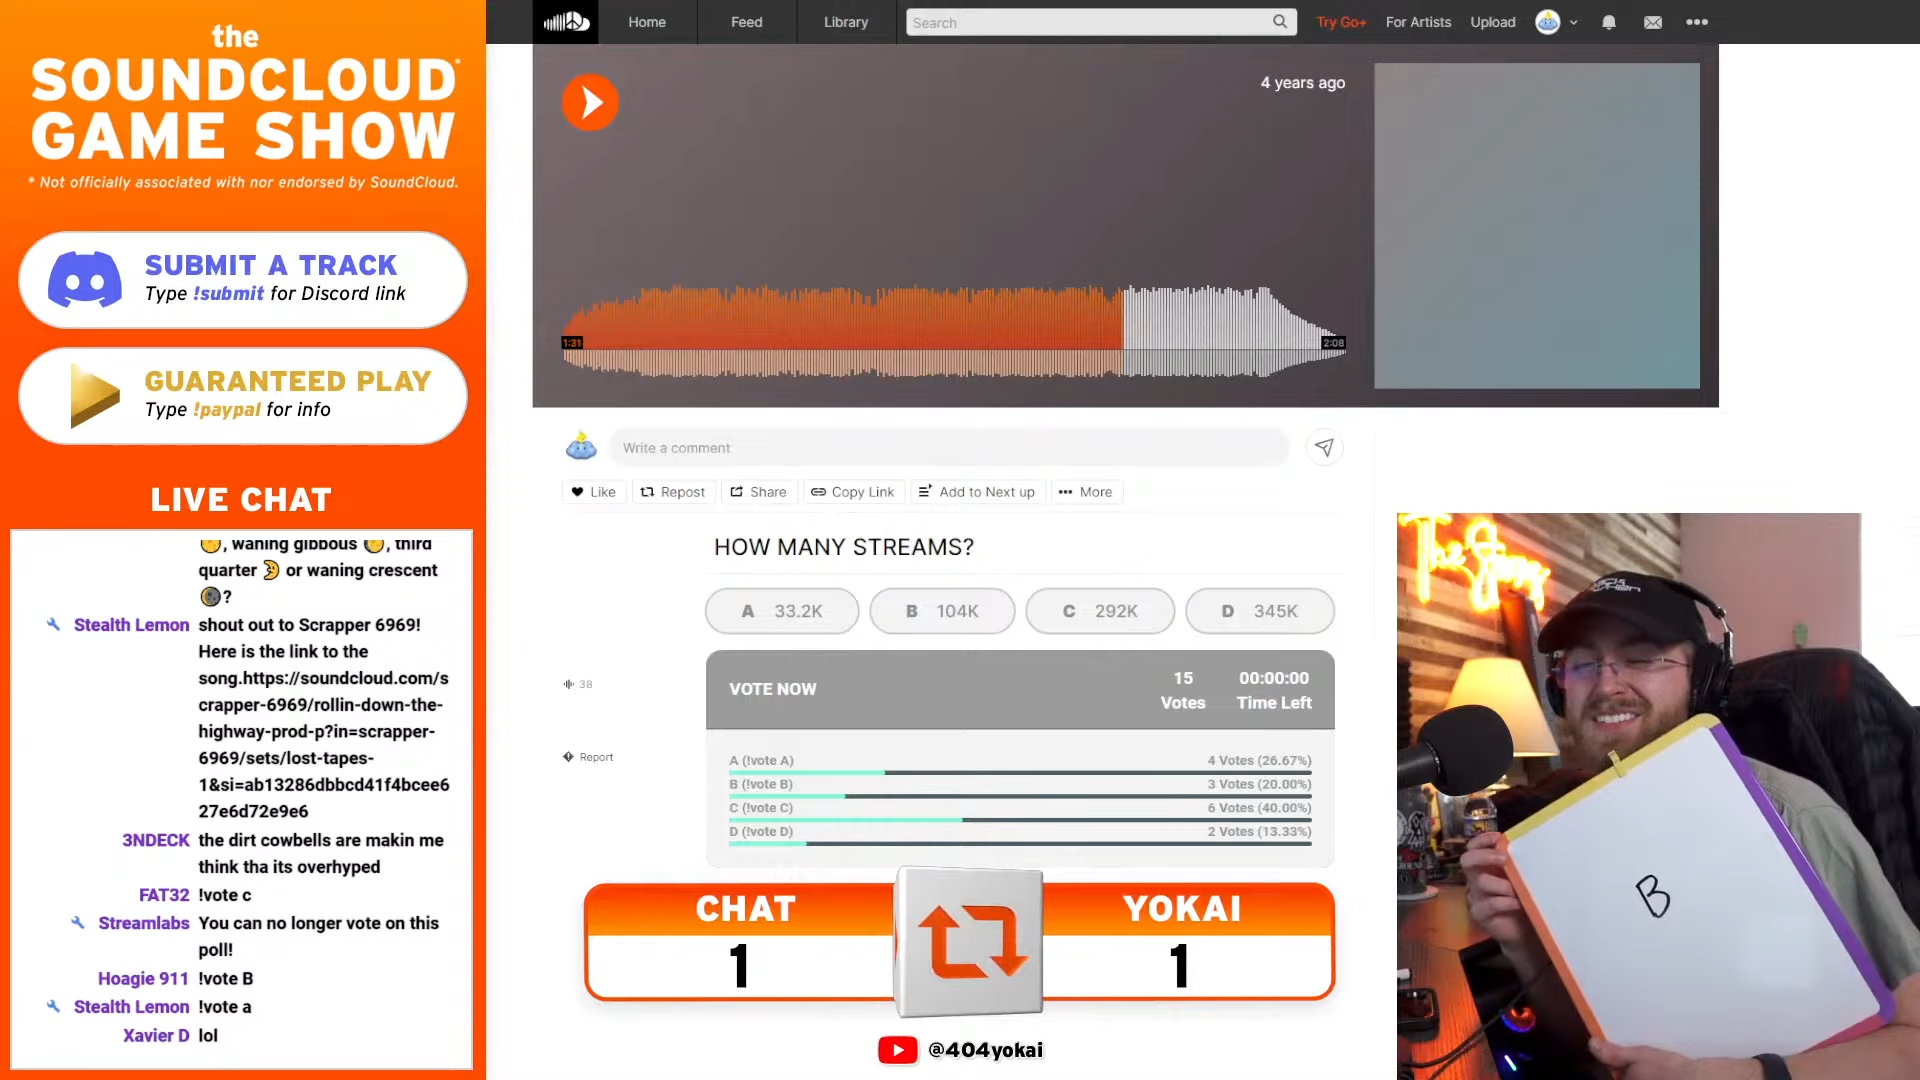 the
SOUNDCLOUD
GAME SHOW
* Not officially associated with nor endorsed by SoundCloud.
SUBMIT A TRACK
Type !submit for Discord link
GUARANTEED PLAY
Type !paypal for info
LIVE CHAT
🌕, waning gibbous 🌖, third
quarter 🌛 or waning crescent
🌘?
Stealth Lemon shout out to Scrapper 6969!
Here is the link to the
song.https://soundcloud.com/s
crapper-6969/rollin-down-the-
highway-prod-p?in=scrapper-
6969/sets/lost-tapes-
1&si=ab13286dbbcd41f4bcee6
27e6d72e9e6
3NDECK the dirt cowbells are makin me
think tha its overhyped
FAT32 !vote c
Streamlabs You can no longer vote on this
poll!
Hoagie 911 !vote B
Stealth Lemon !vote a
Xavier D lol
Home Feed Library Search Try Go+ For Artists Upload
4 years ago
1:31 2:08
Write a comment
Like Repost Share Copy Link Add to Next up More
HOW MANY STREAMS?
A 33.2K B 104K C 292K D 345K
38
Report
VOTE NOW
15 00:00:00
Votes Time Left
A (!vote A) 4 Votes (26.67%)
B (!vote B) 3 Votes (20.00%)
C (!vote C) 6 Votes (40.00%)
D (!vote D) 2 Votes (13.33%)
CHAT YOKAI
1 1
@404yokai
B